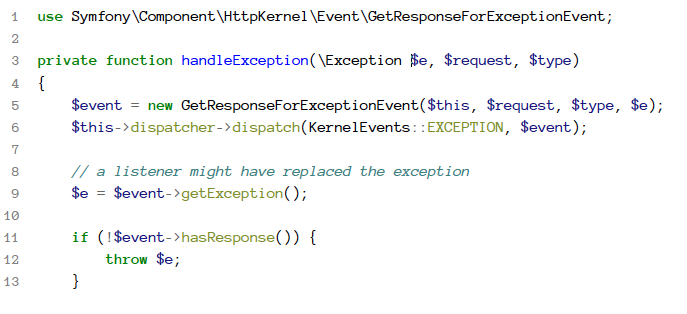 1 use Symfony\Component\HttpKernel\Event\GetResponseForExceptionEvent;
2
3 private function handleException(\Exception $e, $request, $type)
4 {
5     $event = new GetResponseForExceptionEvent($this, $request, $type, $e);
6     $this->dispatcher->dispatch(KernelEvents::EXCEPTION, $event);
7
8     // a listener might have replaced the exception
9     $e = $event->getException();
10
11     if (!$event->hasResponse()) {
12         throw $e;
13     }